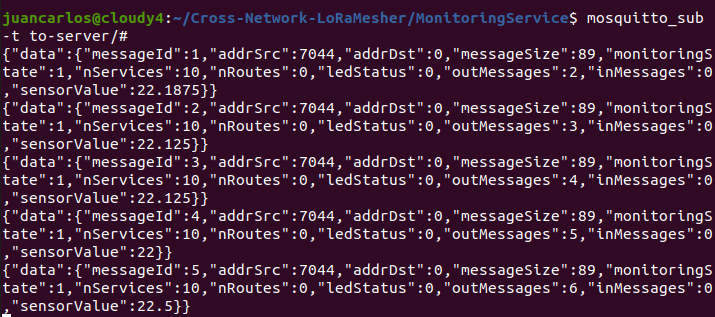 juancarlos@cloudy4:~/Cross-Network-LoRaMesher/MonitoringService$ mosquitto_sub
-t to-server/#
{"data":{"messageId":1,"addrSrc":7044,"addrDst":0,"messageSize":89,"monitoringS
tate":1,"nServices":10,"nRoutes":0,"ledStatus":0,"outMessages":2,"inMessages":0
,"sensorValue":22.1875}}
{"data":{"messageId":2,"addrSrc":7044,"addrDst":0,"messageSize":89,"monitoringS
tate":1,"nServices":10,"nRoutes":0,"ledStatus":0,"outMessages":3,"inMessages":0
,"sensorValue":22.125}}
{"data":{"messageId":3,"addrSrc":7044,"addrDst":0,"messageSize":89,"monitoringS
tate":1,"nServices":10,"nRoutes":0,"ledStatus":0,"outMessages":4,"inMessages":0
,"sensorValue":22.125}}
{"data":{"messageId":4,"addrSrc":7044,"addrDst":0,"messageSize":89,"monitoringS
tate":1,"nServices":10,"nRoutes":0,"ledStatus":0,"outMessages":5,"inMessages":0
,"sensorValue":22}}
{"data":{"messageId":5,"addrSrc":7044,"addrDst":0,"messageSize":89,"monitoringS
tate":1,"nServices":10,"nRoutes":0,"ledStatus":0,"outMessages":6,"inMessages":0
,"sensorValue":22.5}}